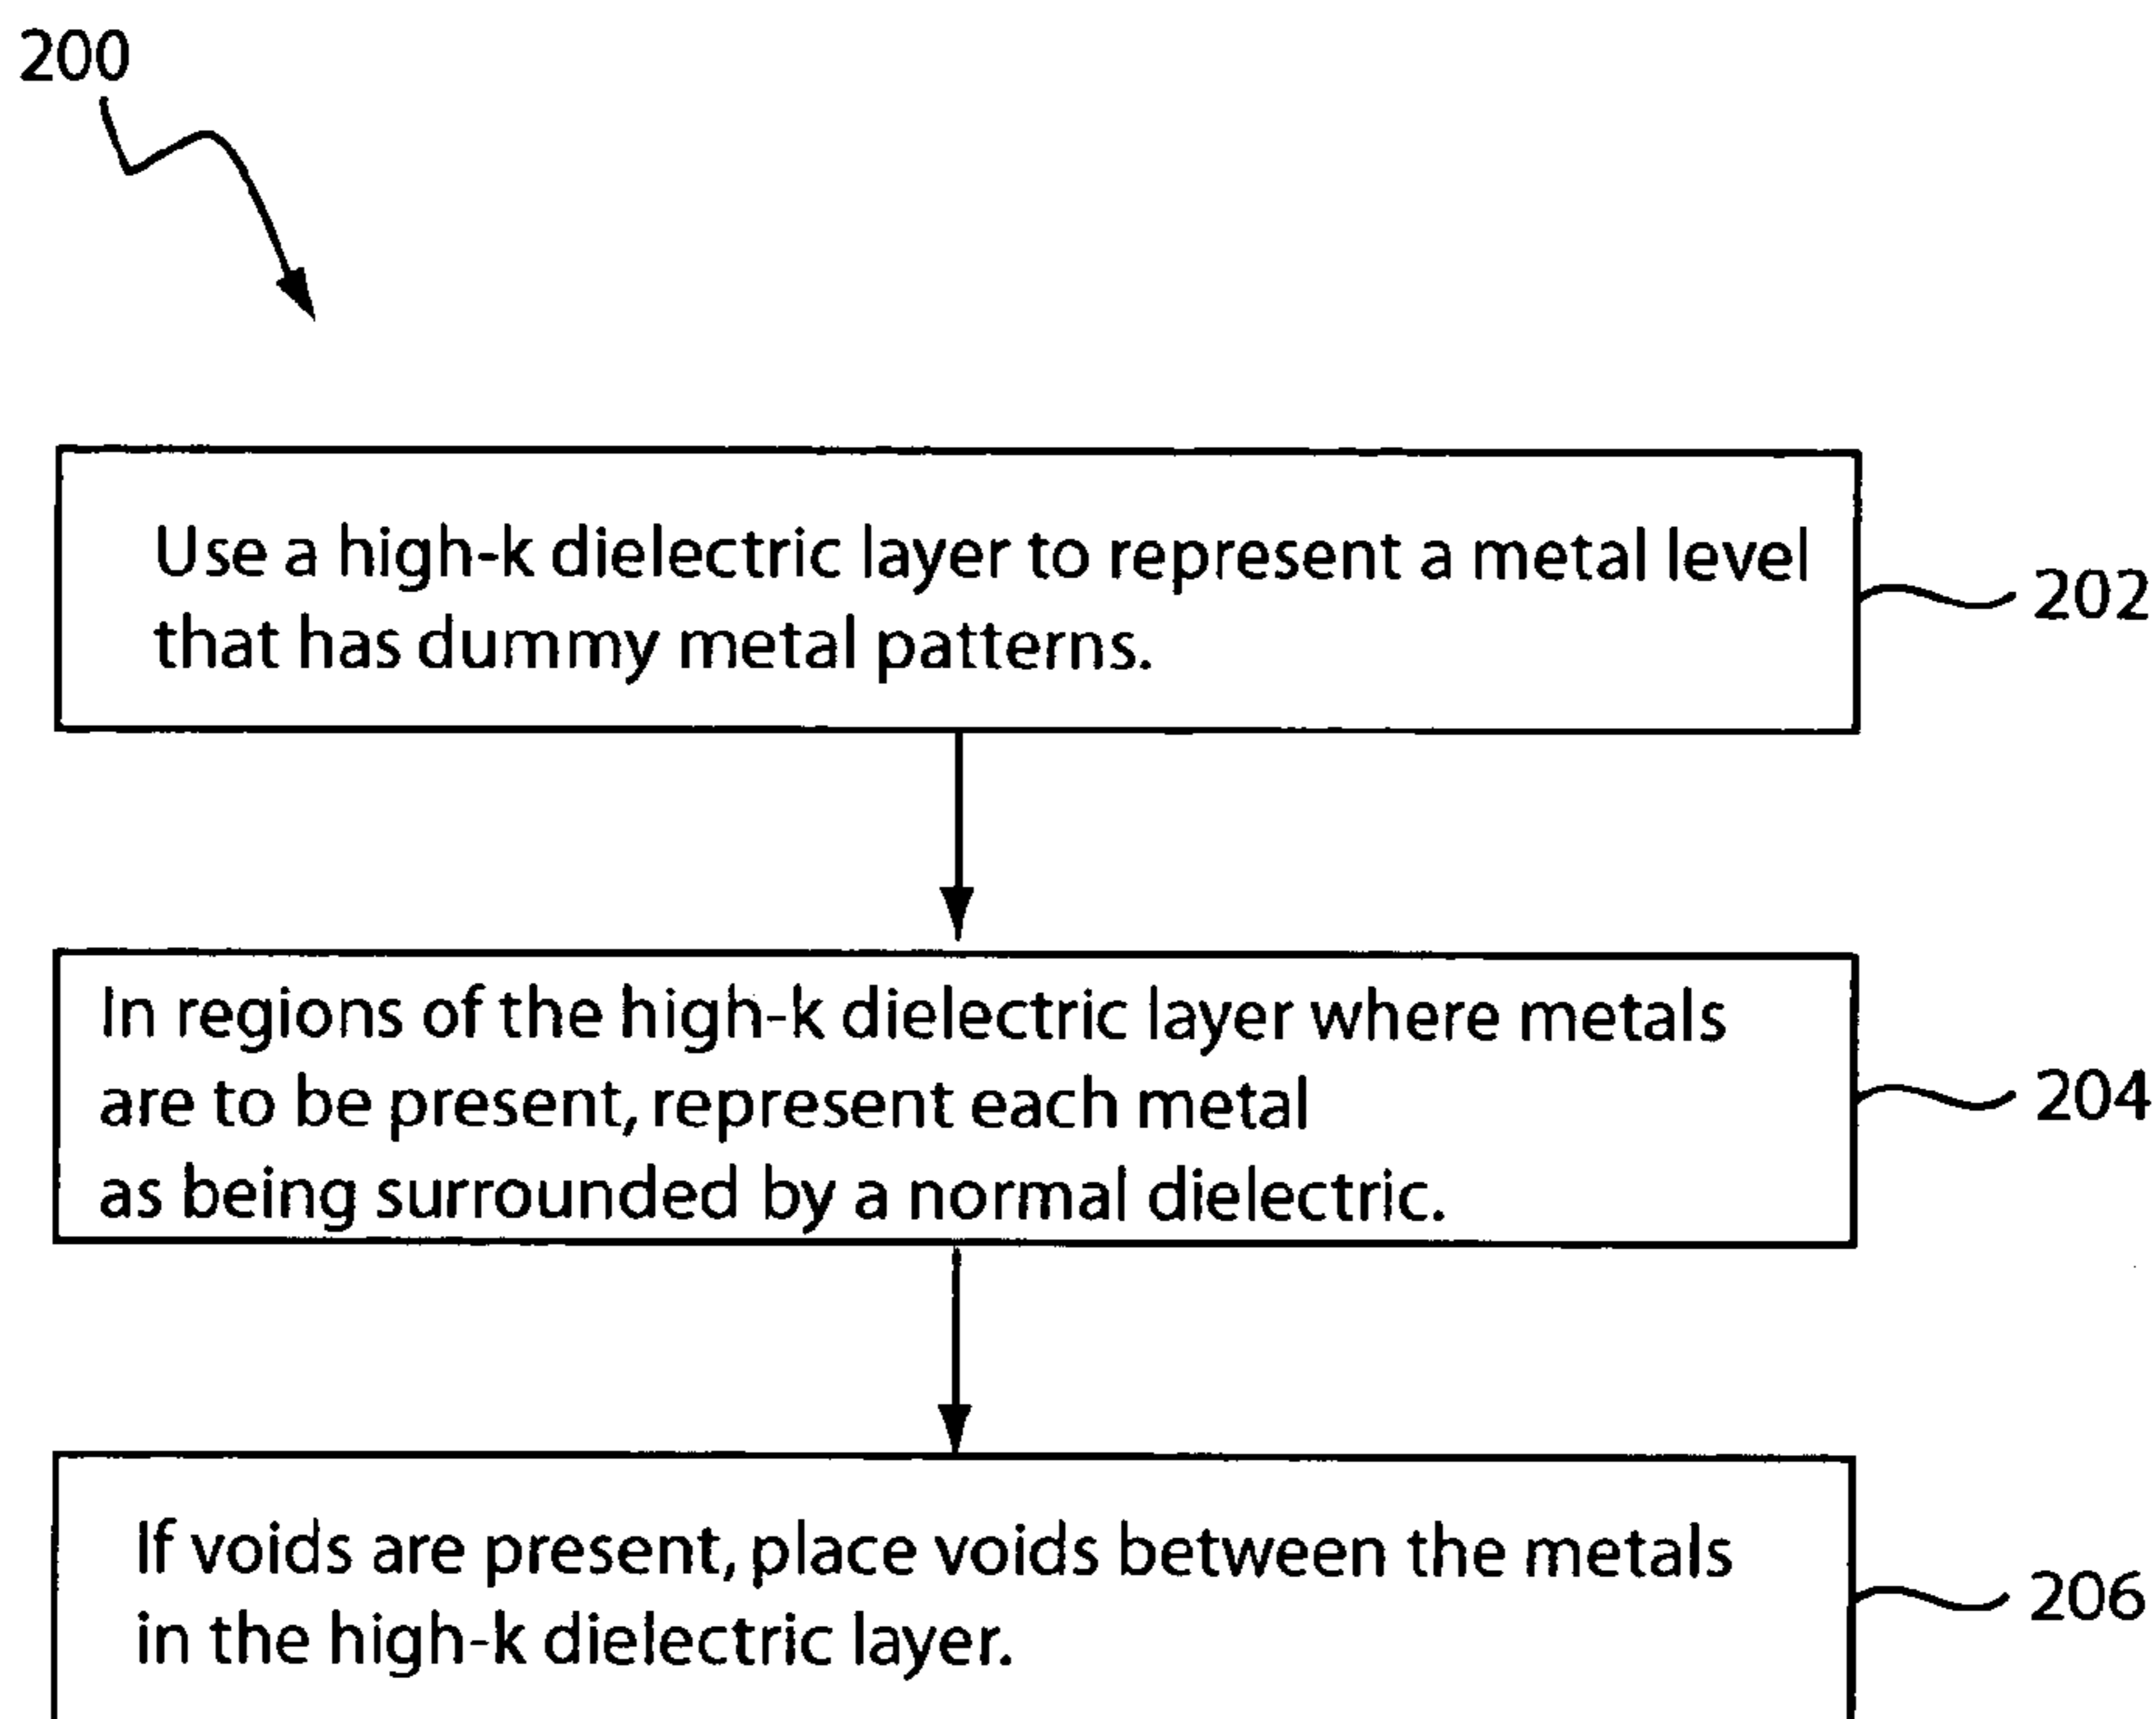 200
Use a high-k dielectric layer to represent a metal level
that has dummy metal patterns.
202
In regions of the high-k dielectric layer where metals
are to be present, represent each metal
as being surrounded by a normal dielectric.
204
If voids are present, place voids between the metals
in the high-k dielectric layer.
206